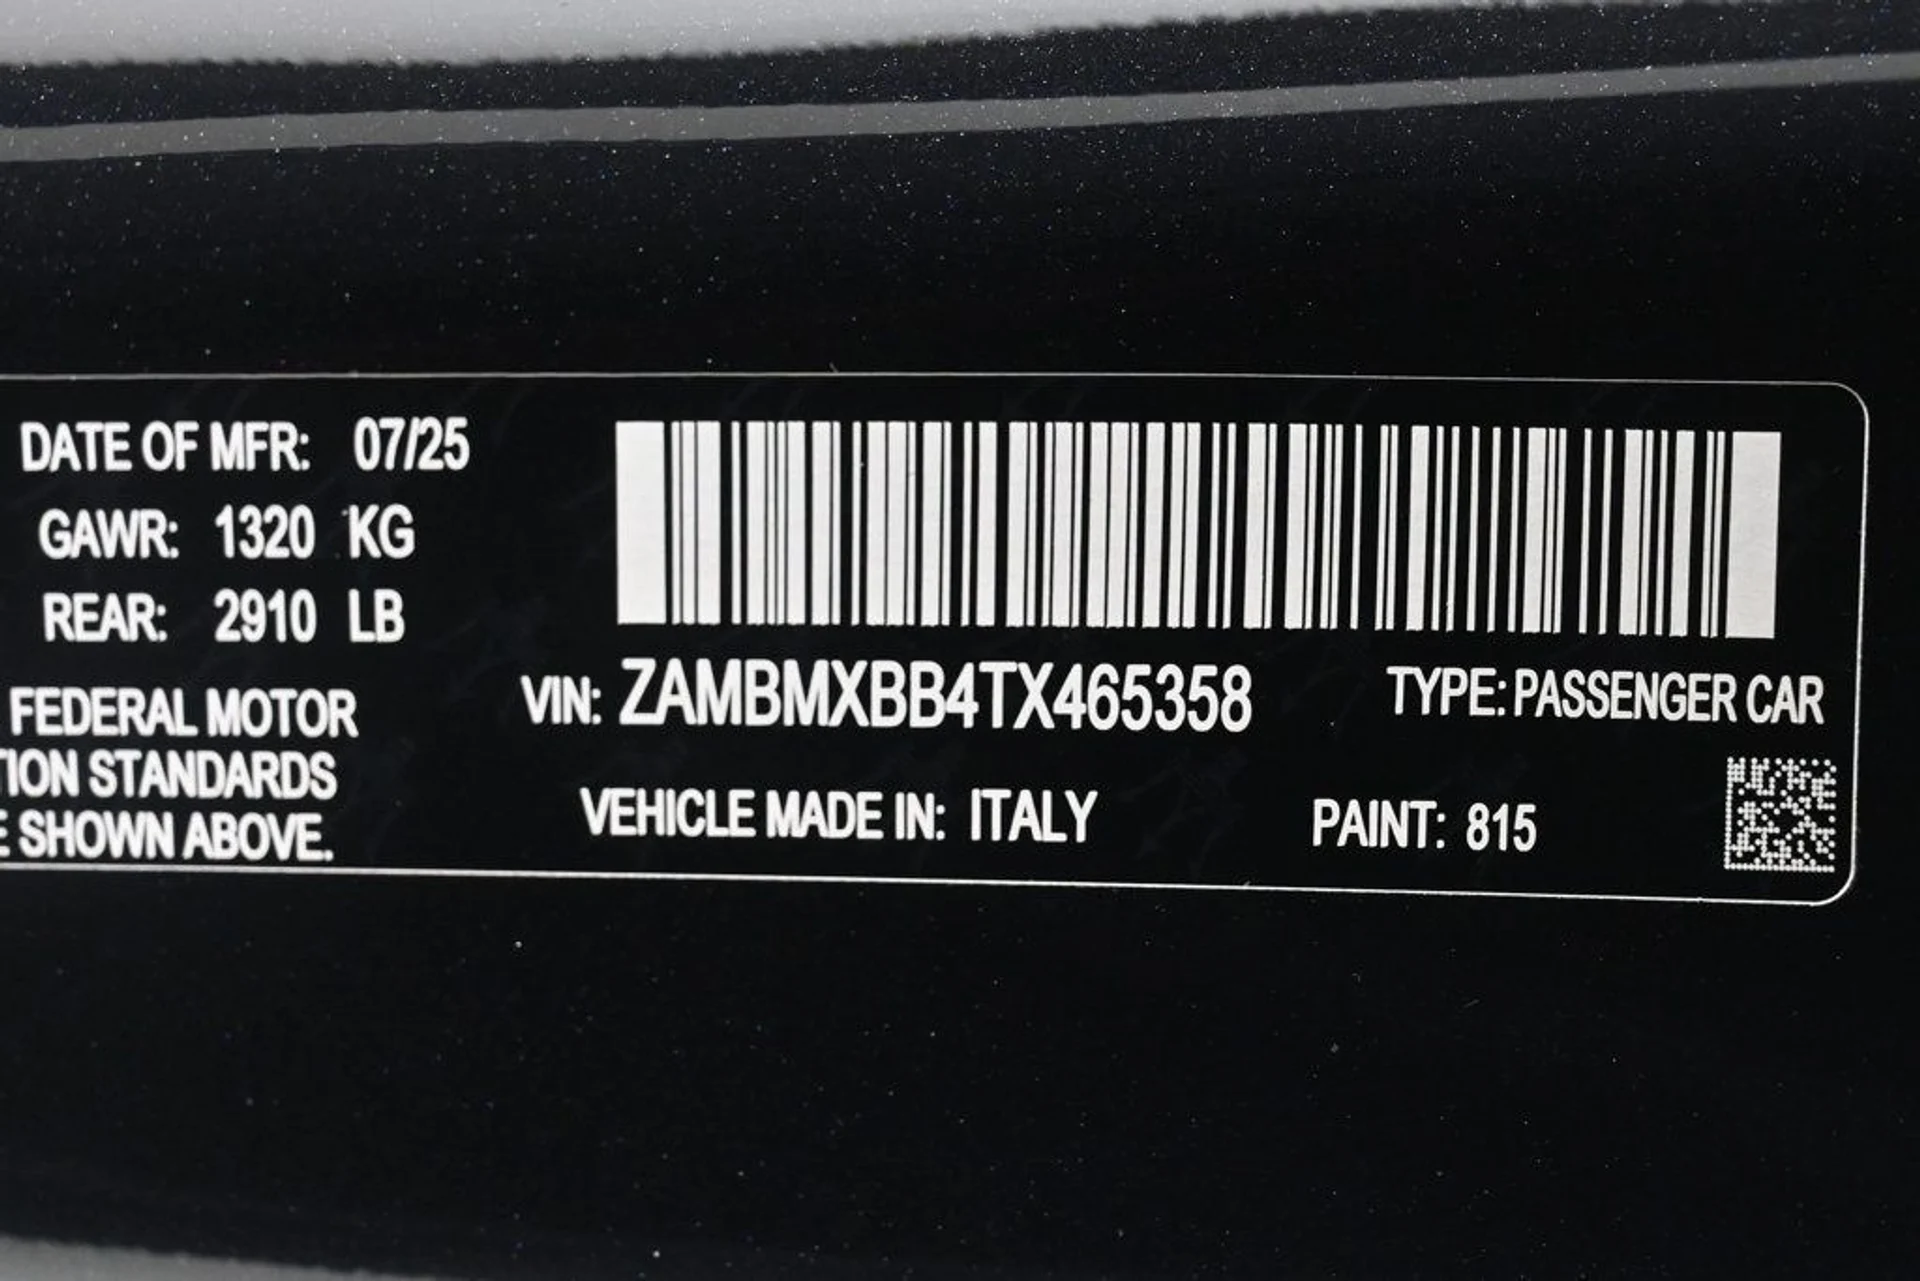 DATE OF MFR: 07/25
GAWR: 1320 KG
REAR: 2910 LB
FEDERAL MOTOR
TION STANDARDS
E SHOWN ABOVE.
VIN: ZAMBMXBB4TX465358
TYPE: PASSENGER CAR
VEHICLE MADE IN: ITALY
PAINT: 815